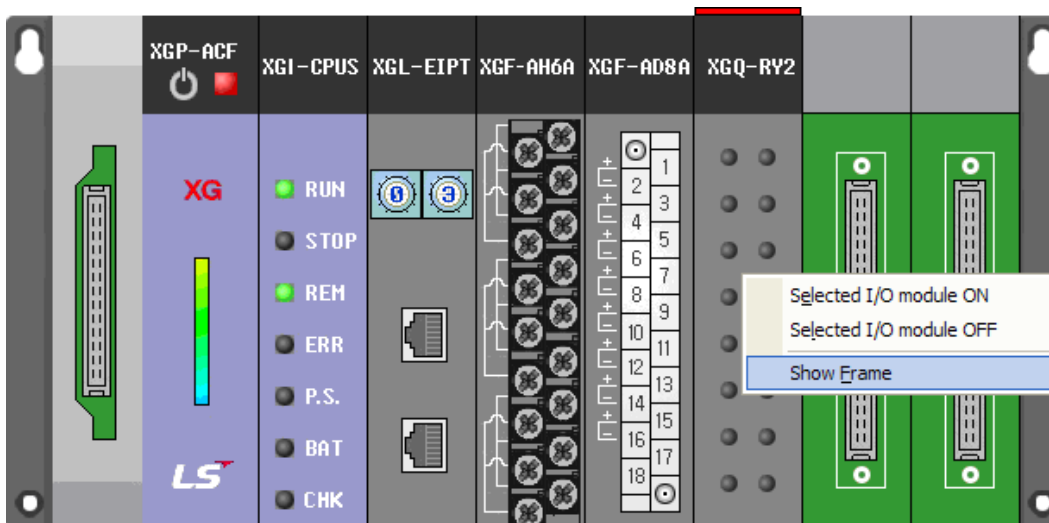 XGP-ACF
XGI-CPUS
XGL-EIPT
XGF-AH6A
XGF-AD8A
XGQ-RY2
XG
LS
RUN
STOP
REM
ERR
P.S.
BAT
CHK
0
3
+
-
+
-
+
-
+
-
+
-
+
-
+
-
+
-
1
2
3
4
5
6
7
8
9
10
11
12
13
14
15
16
17
18
Selected I/O module ON
Selected I/O module OFF
Show Frame